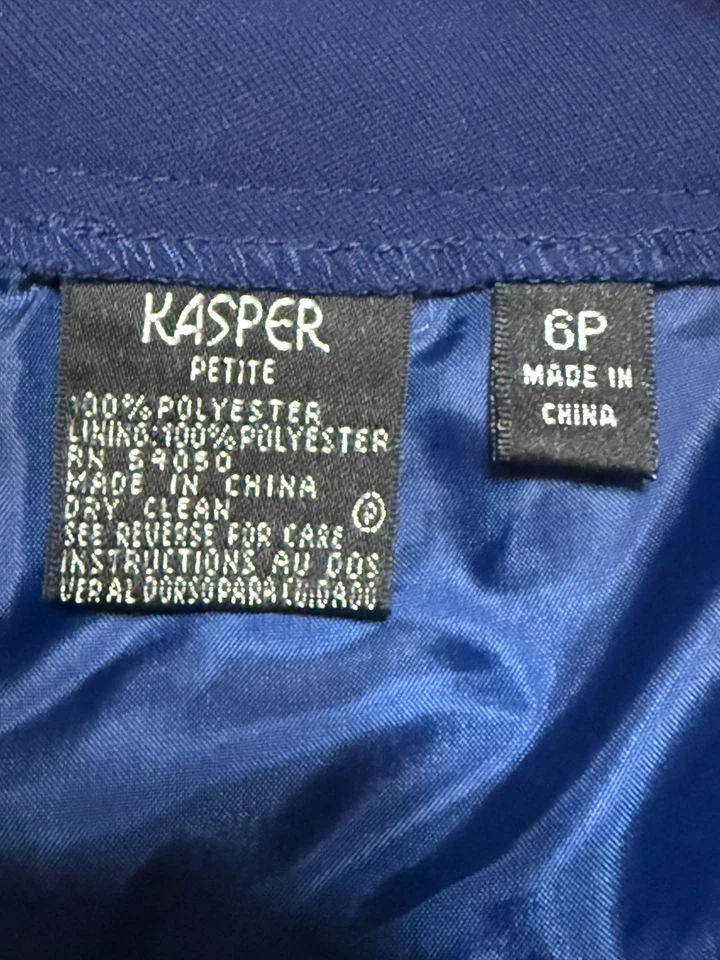 KASPER
PETITE
100% POLYESTER
LINING:100% POLYESTER
RN 54050
MADE IN CHINA
DRY CLEAN Ⓟ
SEE REVERSE FOR CARE
INSTRUCTIONS AU DOS
VER AL DORSO PARA CUIDADO
6P
MADE IN
CHINA